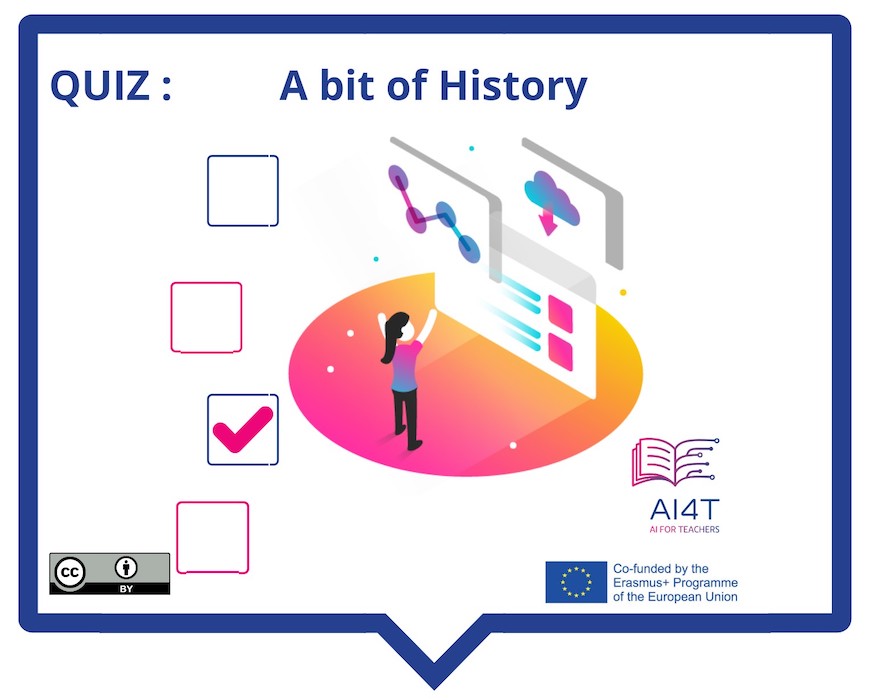 QUIZ :
A bit of History
AI4T
AI FOR TEACHERS
cc
BY
Co-funded by the
Erasmus+ Programme
of the European Union